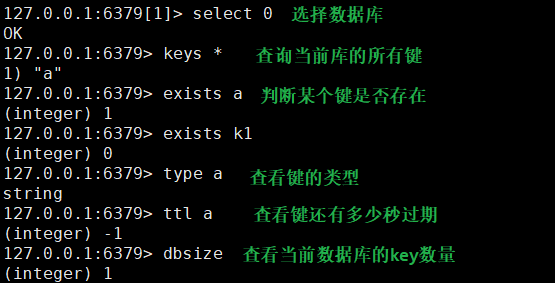 127.0.0.1:6379[1]> select 0 选择数据库
OK
127.0.0.1:6379> keys * 查询当前库的所有键
1) "a"
127.0.0.1:6379> exists a 判断某个键是否存在
(integer) 1
127.0.0.1:6379> exists k1
(integer) 0
127.0.0.1:6379> type a 查看键的类型
string
127.0.0.1:6379> ttl a 查看键还有多少秒过期
(integer) -1
127.0.0.1:6379> dbsize 查看当前数据库的key数量
(integer) 1